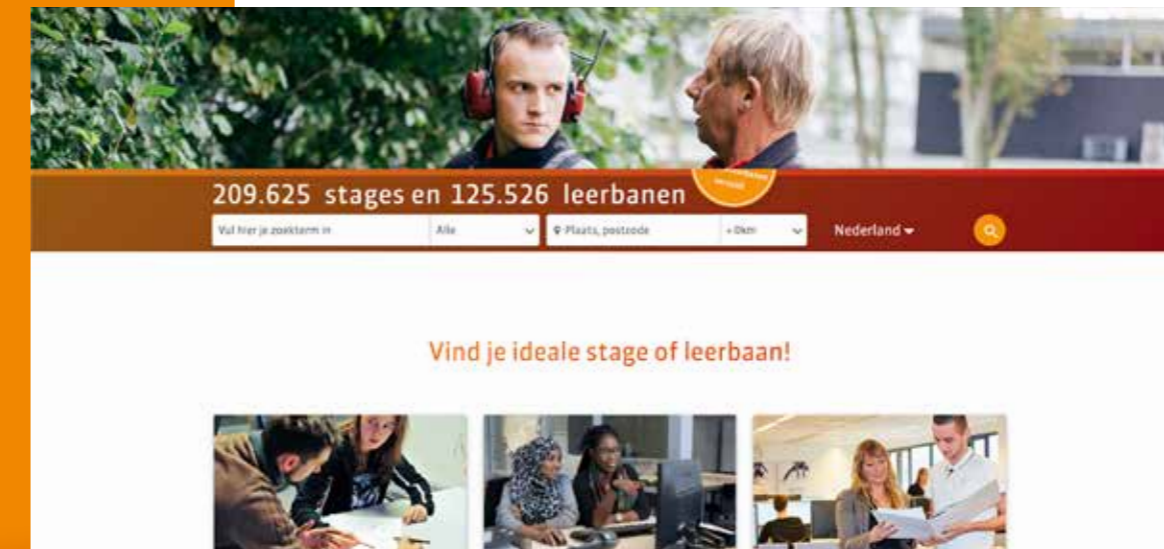 209.625 stages en 125.526 leerbanen
Vul hier je zoekterm in
Alle
Plaats, postcode
+ 0km
Nederland
Vind je ideale stage of leerbaan!